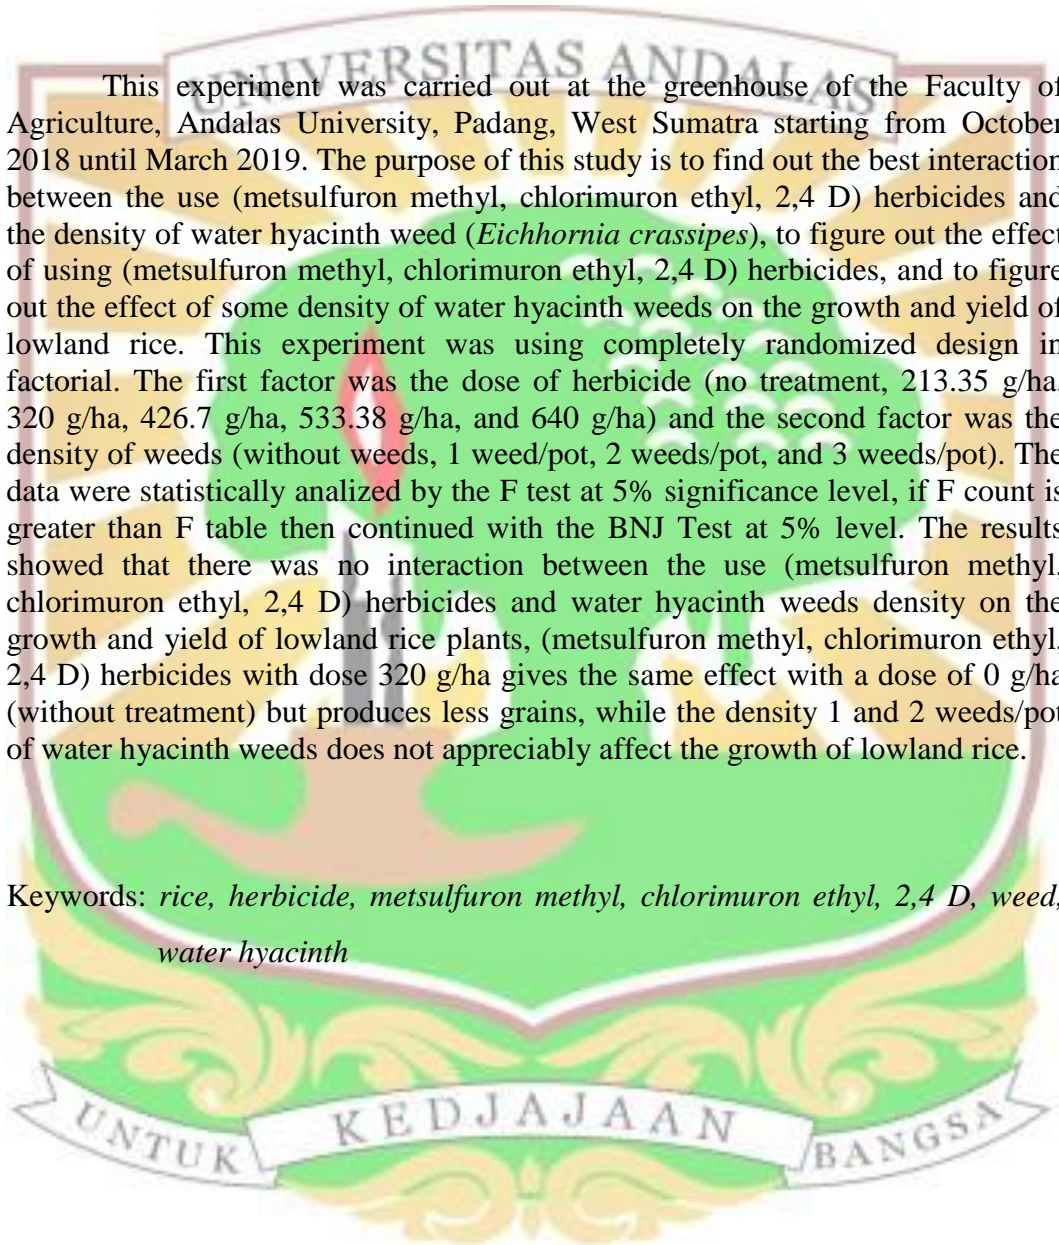 UNIVERSITAS ANDALAS
This experiment was carried out at the greenhouse of the Faculty of
Agriculture, Andalas University, Padang, West Sumatra starting from October
2018 until March 2019. The purpose of this study is to find out the best interaction
between the use (metsulfuron methyl, chlorimuron ethyl, 2,4 D) herbicides and
the density of water hyacinth weed (Eichhornia crassipes), to figure out the effect
of using (metsulfuron methyl, chlorimuron ethyl, 2,4 D) herbicides, and to figure
out the effect of some density of water hyacinth weeds on the growth and yield of
lowland rice. This experiment was using completely randomized design in
factorial. The first factor was the dose of herbicide (no treatment, 213.35 g/ha,
320 g/ha, 426.7 g/ha, 533.38 g/ha, and 640 g/ha) and the second factor was the
density of weeds (without weeds, 1 weed/pot, 2 weeds/pot, and 3 weeds/pot). The
data were statistically analized by the F test at 5% significance level, if F count is
greater than F table then continued with the BNJ Test at 5% level. The results
showed that there was no interaction between the use (metsulfuron methyl,
chlorimuron ethyl, 2,4 D) herbicides and water hyacinth weeds density on the
growth and yield of lowland rice plants, (metsulfuron methyl, chlorimuron ethyl,
2,4 D) herbicides with dose 320 g/ha gives the same effect with a dose of 0 g/ha
(without treatment) but produces less grains, while the density 1 and 2 weeds/pot
of water hyacinth weeds does not appreciably affect the growth of lowland rice.
Keywords: rice, herbicide, metsulfuron methyl, chlorimuron ethyl, 2,4 D, weed,
water hyacinth
UNTUK KEDJAJAAN BANGSA